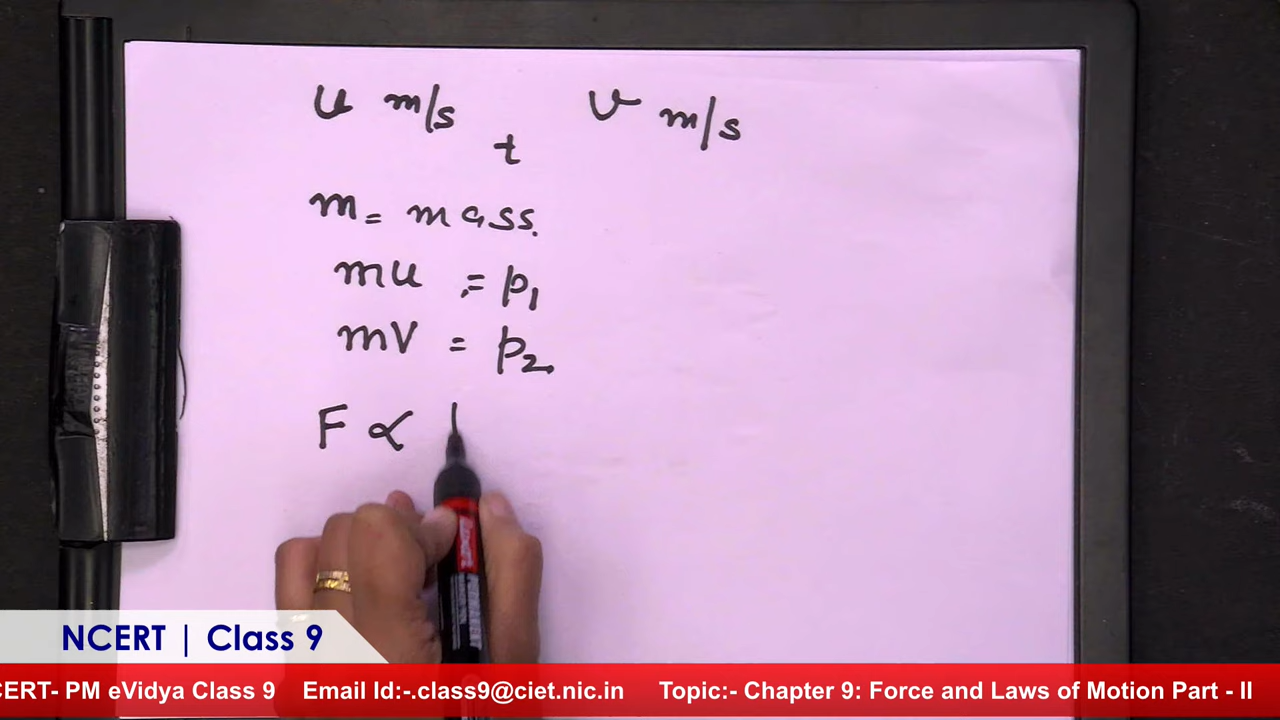 u m/s v m/s
t
m = mass.
mu = p1
mv = p2
F ∝
NCERT | Class 9
CERT- PM eVidya Class 9 Email Id:-.class9@ciet.nic.in Topic:- Chapter 9: Force and Laws of Motion Part - II